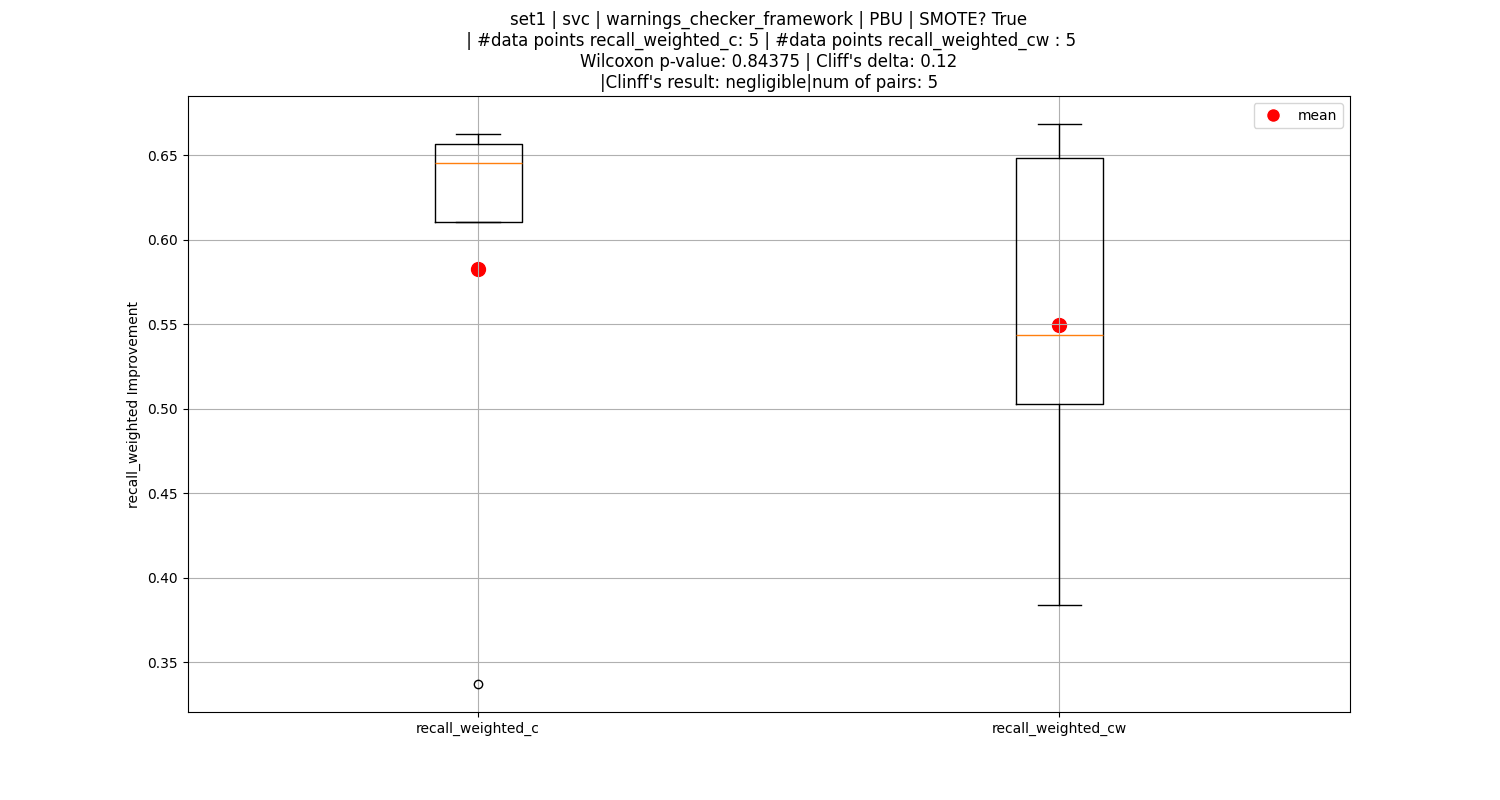 set1 | svc | warnings_checker_framework | PBU | SMOTE? True
| #data points recall_weighted_c: 5 | #data points recall_weighted_cw : 5
Wilcoxon p-value: 0.84375 | Cliff's delta: 0.12
|Clinff's result: negligible|num of pairs: 5
mean
recall_weighted Improvement
0.65
0.60
0.55
0.50
0.45
0.40
0.35
recall_weighted_c
recall_weighted_cw